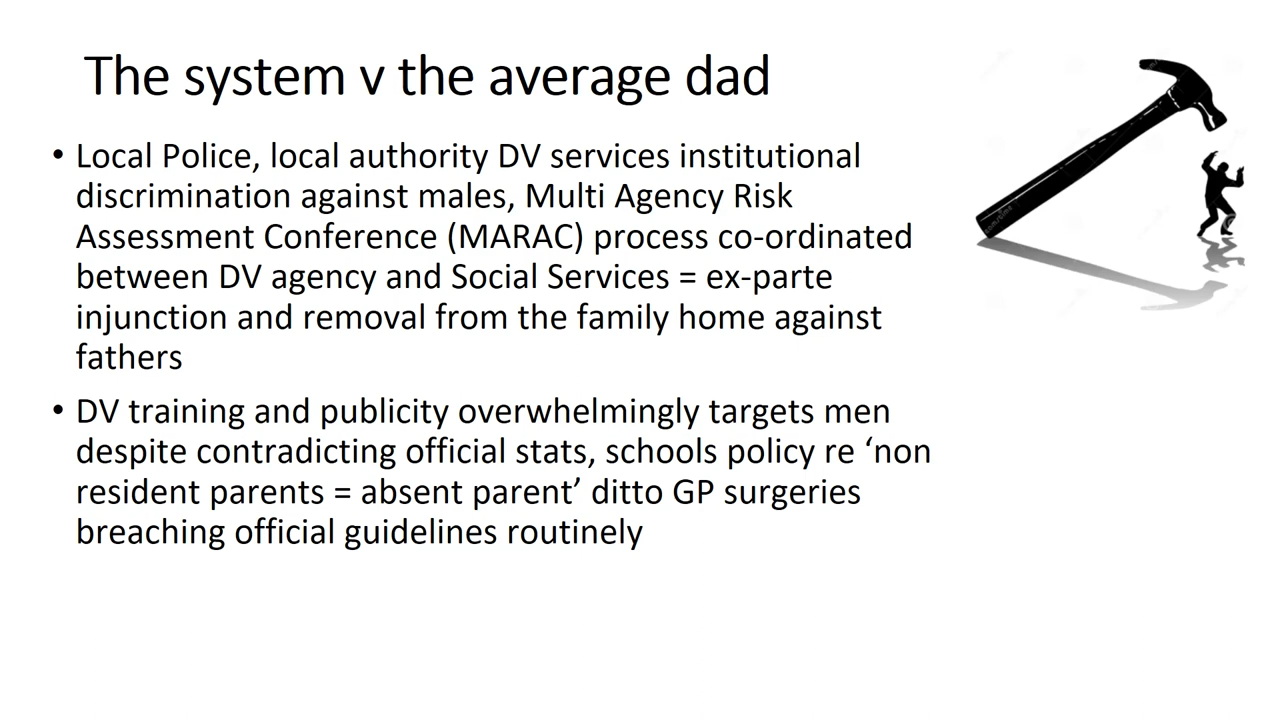 The system v the average dad
• Local Police, local authority DV services institutional
discrimination against males, Multi Agency Risk
Assessment Conference (MARAC) process co-ordinated
between DV agency and Social Services = ex-parte
injunction and removal from the family home against
fathers
• DV training and publicity overwhelmingly targets men
despite contradicting official stats, schools policy re ‘non
resident parents = absent parent’ ditto GP surgeries
breaching official guidelines routinely